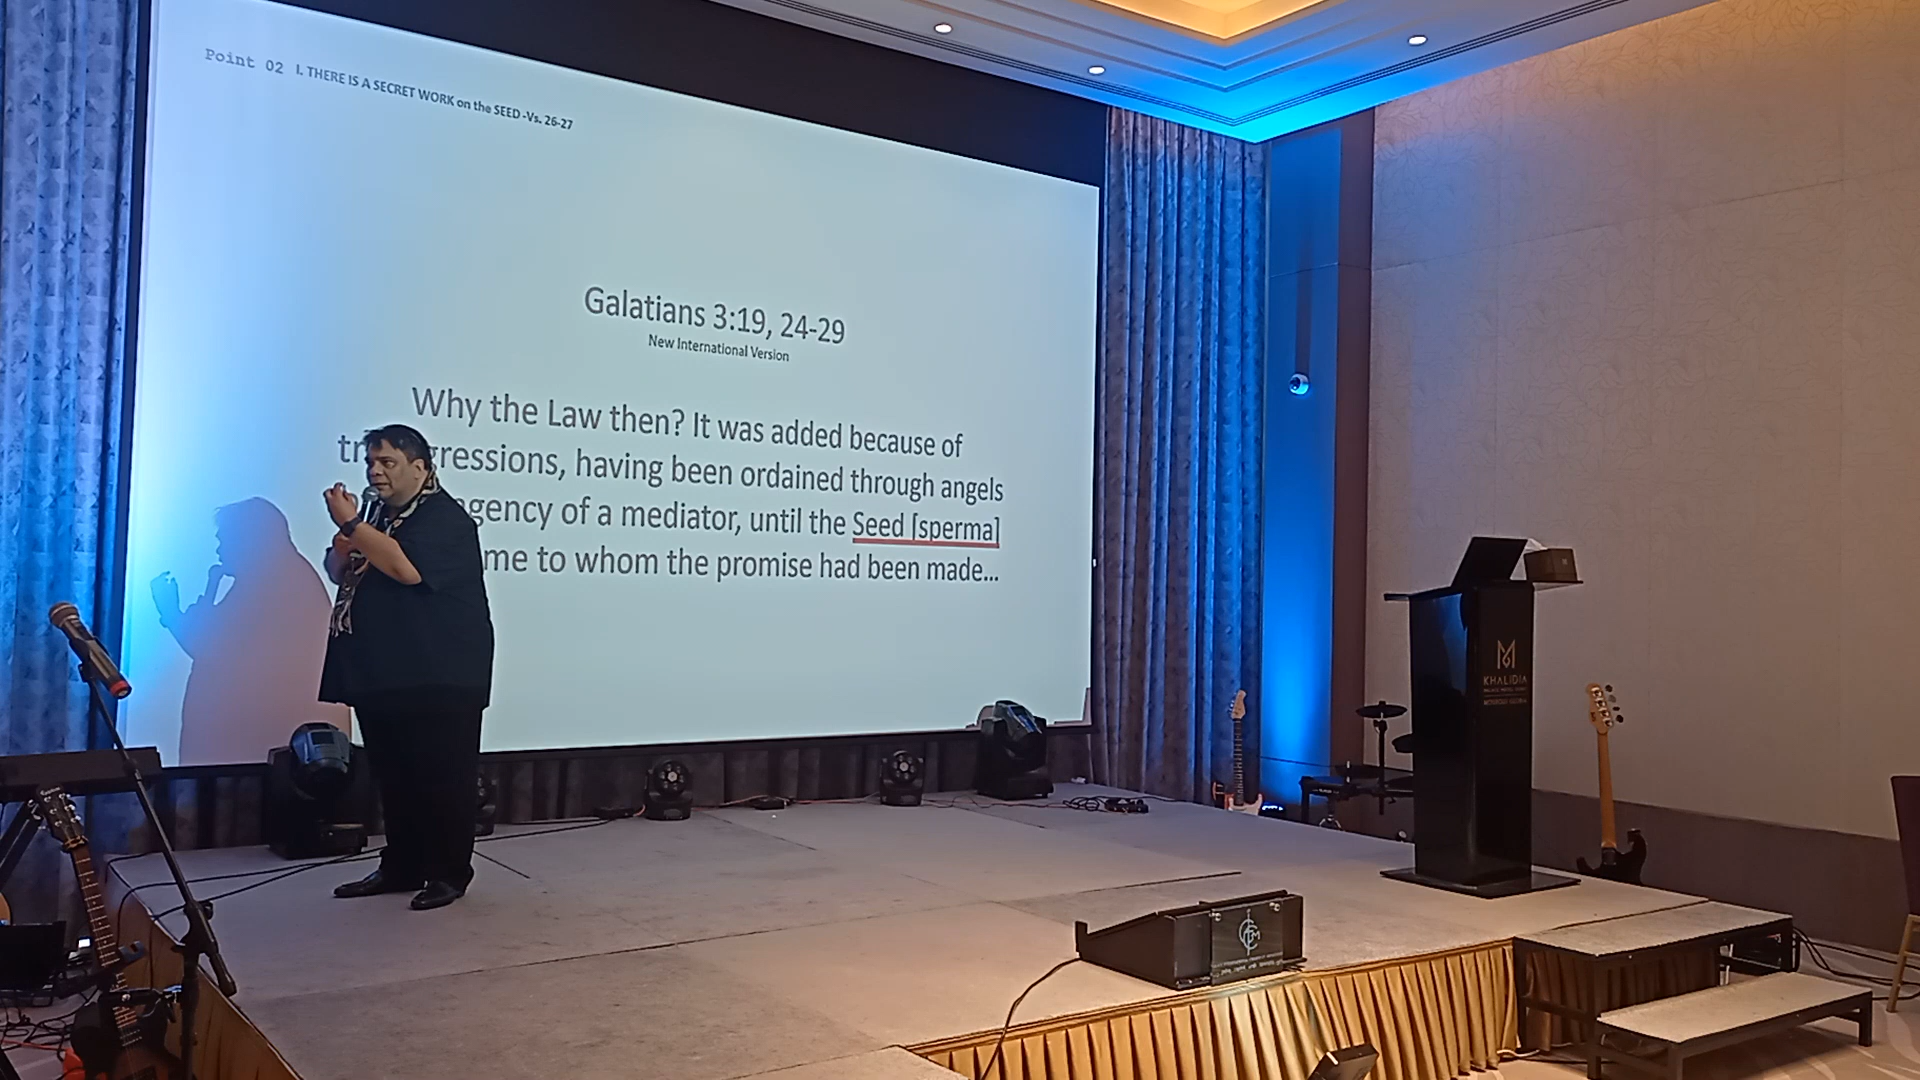 Point 02 I. THERE IS A SECRET WORK on the SEED -Vs. 26-27
Galatians 3:19, 24-29
New International Version
Why the Law then? It was added because of
tr gressions, having been ordained through angels
gency of a mediator, until the Seed [sperma]
me to whom the promise had been made...
M
KHALIDIA